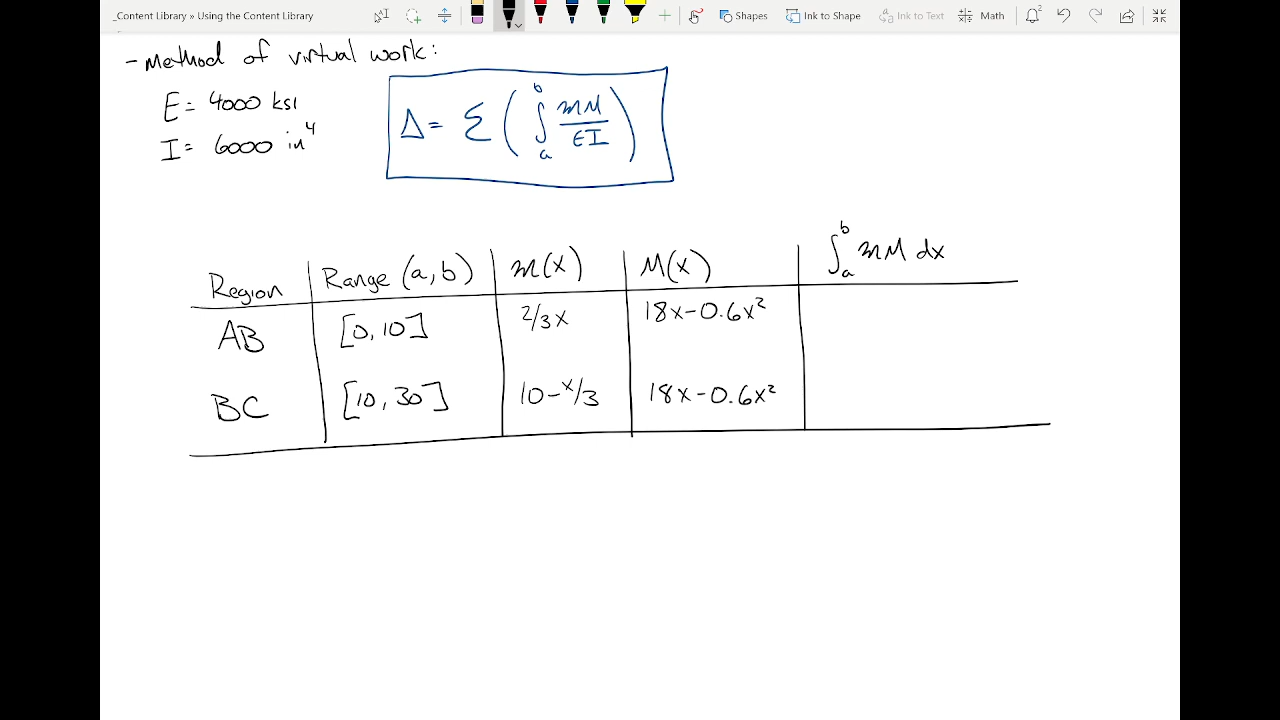 _Content Library » Using the Content Library
Shapes Ink to Shape Ink to Text Math 2
- Method of virtual work:
E = 4000 ksi
I = 6000 in⁴
Δ = Σ ( ∫ₐᵇ mM/EI )
Region Range (a, b) m(x) M(x) ∫ₐᵇ mM dx
AB [0, 10] 2/3x 18x-0.6x²
BC [10, 30] 10-x/3 18x-0.6x²